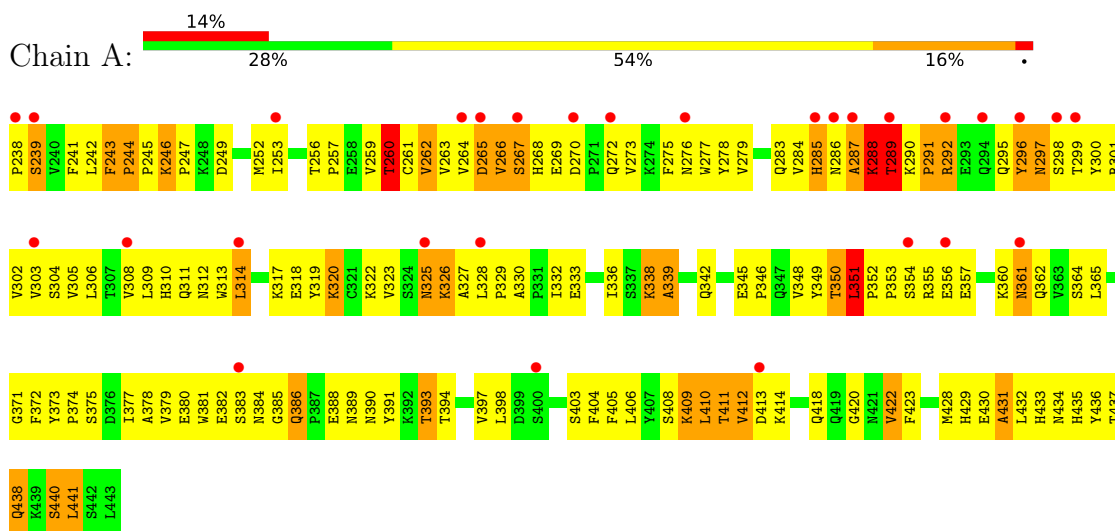 14%
Chain A:
28% 54% 16% •
P238 S239 V240 F241 L242 F243 P244 P245 K246 P247 K248 D249 M252 I253 T256 P257 E258 V259 T260 C261 V262 V263 V264 D265 V266 S267 H268 E269 D270 P271 Q272 V273 K274 F275 N276 W277 Y278 V279 Q283 V284 H285 N286 A287 K288 T289 K290 P291 R292 E293 Q294 Q295 Y296 N297 S298 T299 Y300 R301
V302 V303 S304 V305 L306 T307 V308 L309 H310 Q311 N312 W313 L314 K317 E318 Y319 K320 C321 K322 V323 S324 N325 K326 A327 L328 P329 A330 P331 I332 E333 I336 S337 K338 A339 Q342 E345 P346 Q347 V348 Y349 T350 L351 P352 P353 S354 R355 E356 E357 K360 N361 Q362 V363 S364 L365
G371 F372 Y373 P374 S375 D376 I377 A378 V379 E380 W381 E382 S383 N384 G385 Q386 P387 E388 N389 N390 Y391 K392 T393 T394 V397 L398 D399 S400 S403 F404 F405 L406 Y407 S408 K409 L410 T411 V412 D413 K414 Q418 Q419 G420 N421 V422 F423 M428 H429 E430 A431 L432 H433 N434 H435 Y436 T437
Q438 K439 S440 L441 S442 L443